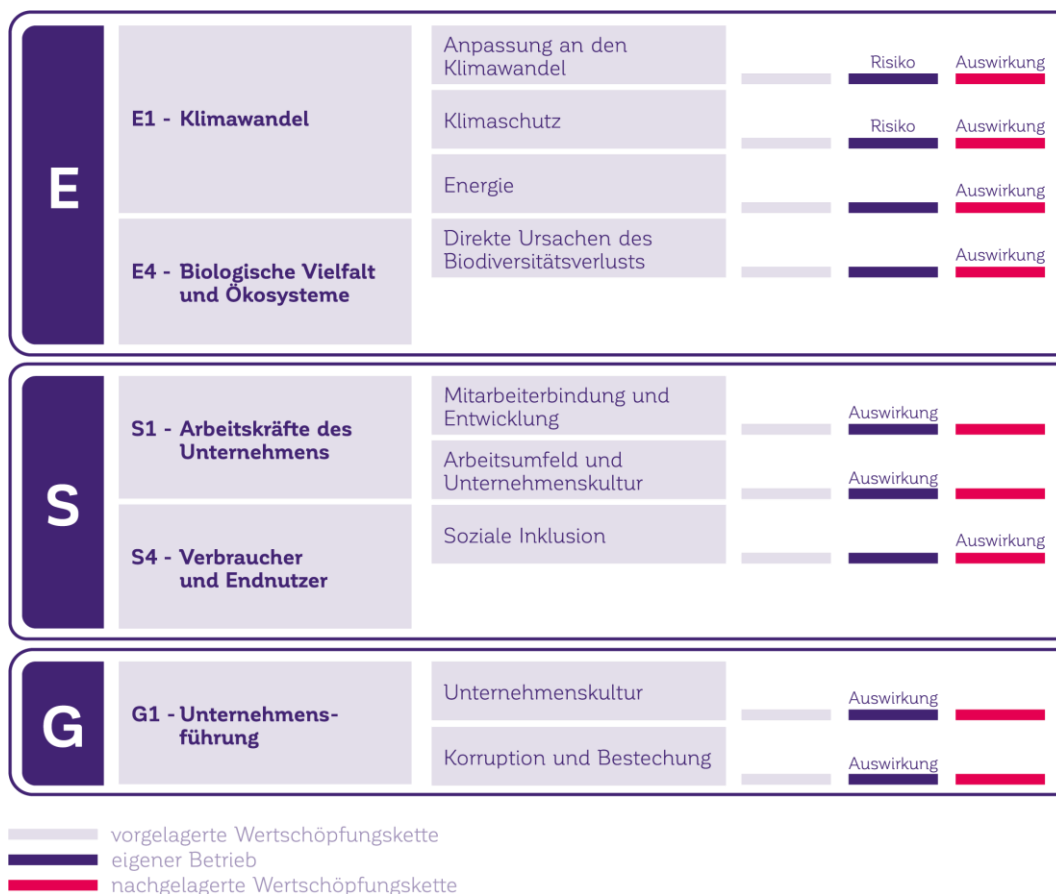 E
E1 - Klimawandel
Anpassung an den
Klimawandel
Risiko
Auswirkung
Klimaschutz
Risiko
Auswirkung
Energie
Auswirkung
E4 - Biologische Vielfalt
und Ökosysteme
Direkte Ursachen des
Biodiversitätsverlusts
Auswirkung
S
S1 - Arbeitskräfte des
Unternehmens
Mitarbeiterbindung und
Entwicklung
Auswirkung
Arbeitsumfeld und
Unternehmenskultur
Auswirkung
S4 - Verbraucher
und Endnutzer
Soziale Inklusion
Auswirkung
G
G1 - Unternehmens-
führung
Unternehmenskultur
Auswirkung
Korruption und Bestechung
Auswirkung
vorgelagerte Wertschöpfungskette
eigener Betrieb
nachgelagerte Wertschöpfungskette